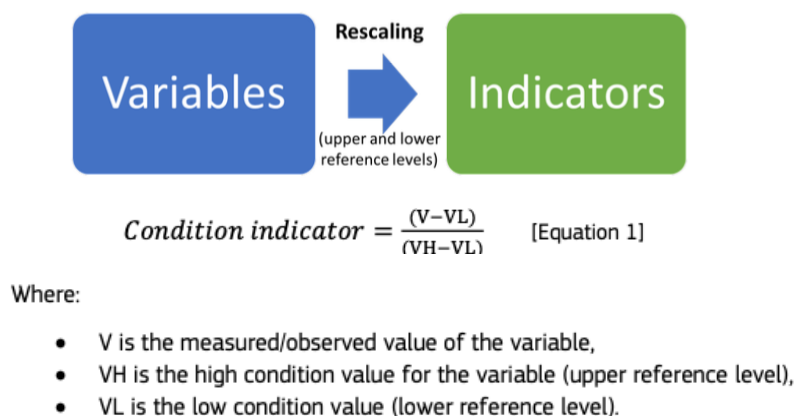 Rescaling
Variables
Indicators
(upper and lower
reference levels)
Condition indicator = (V−VL) / (VH−VL) [Equation 1]
Where:
• V is the measured/observed value of the variable,
• VH is the high condition value for the variable (upper reference level),
• VL is the low condition value (lower reference level).